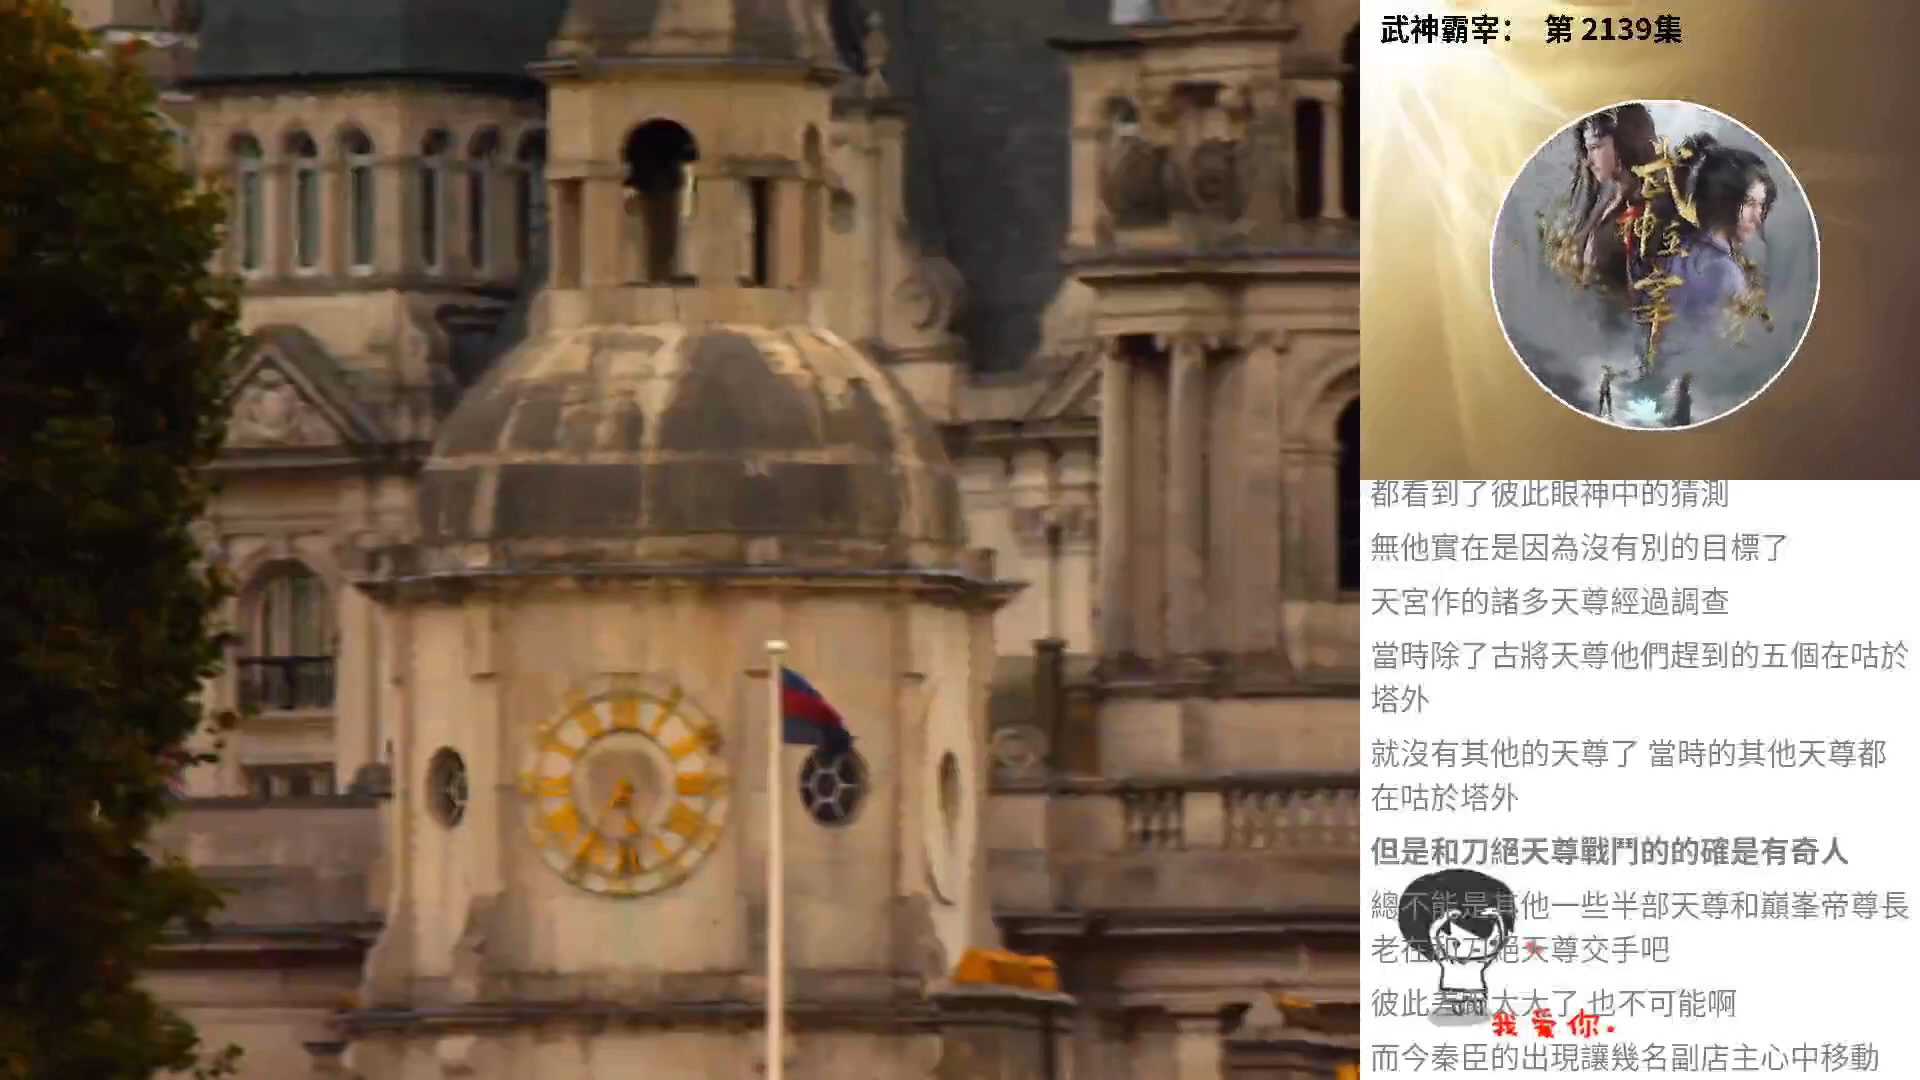 武神霸宰： 第 2139集
武神主宰
都看到了彼此眼神中的猜測
無他實在是因為沒有別的目標了
天宮作的諸多天尊經過調查
當時除了古將天尊他們趕到的五個在咕於
塔外
就沒有其他的天尊了 當時的其他天尊都
在咕於塔外
但是和刀絕天尊戰鬥的的確是有奇人
總不能是其他一些半部天尊和巔峯帝尊長
老在和刀絕天尊交手吧
彼此差距太大了 也不可能啊
我爱你.
而今秦臣的出現讓幾名副店主心中移動